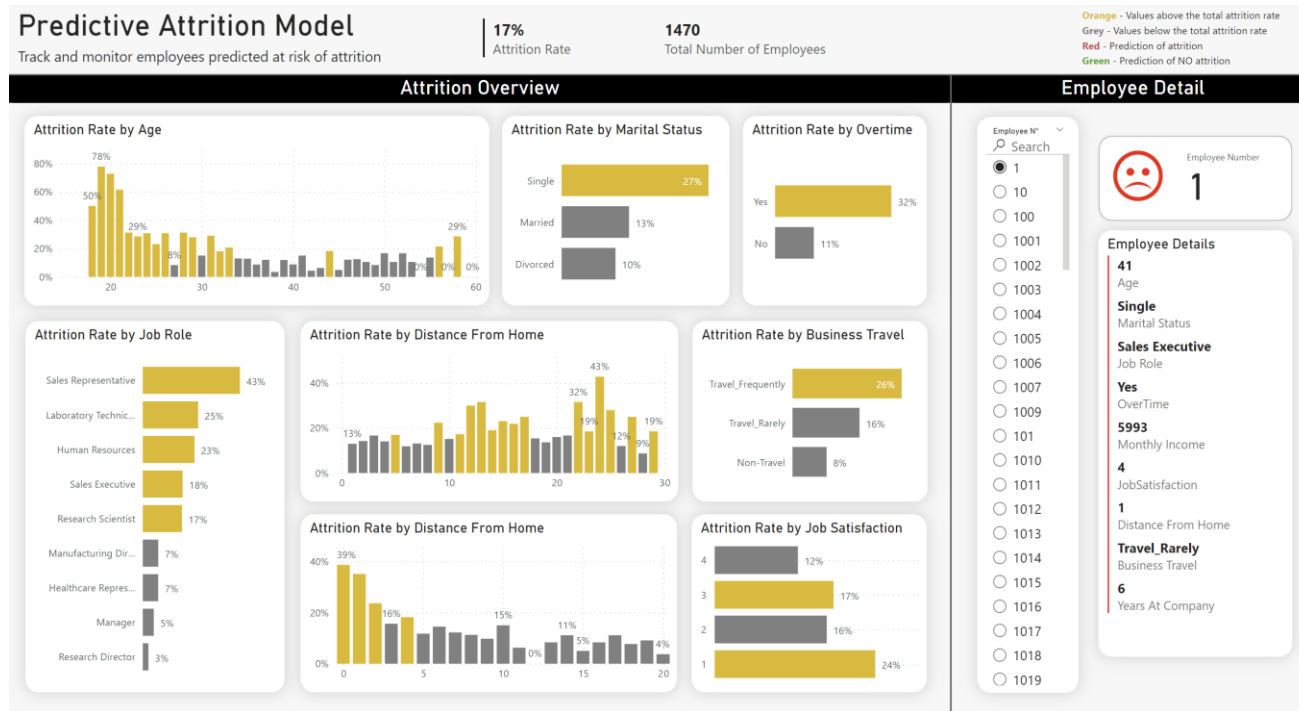 Predictive Attrition Model
Track and monitor employees predicted at risk of attrition
17%
Attrition Rate
1470
Total Number of Employees
Orange - Values above the total attrition rate
Grey - Values below the total attrition rate
Red - Prediction of attrition
Green - Prediction of NO attrition
Attrition Overview
Attrition Rate by Age
80%
60%
40%
20%
0%
50%
78%
29%
8%
0%
0%
29%
0%
20
30
40
50
60
Attrition Rate by Marital Status
Single
27%
Married
13%
Divorced
10%
Attrition Rate by Overtime
Yes
32%
No
11%
Attrition Rate by Job Role
Sales Representative
43%
Laboratory Technic...
25%
Human Resources
23%
Sales Executive
18%
Research Scientist
17%
Manufacturing Dir...
7%
Healthcare Repres...
7%
Manager
5%
Research Director
3%
Attrition Rate by Distance From Home
40%
20%
0%
13%
32%
19%
43%
12%
9%
19%
0
10
20
30
Attrition Rate by Business Travel
Travel_Frequently
26%
Travel_Rarely
16%
Non-Travel
8%
Attrition Rate by Distance From Home
40%
20%
0%
39%
16%
15%
0%
11%
5%
4%
0
5
10
15
20
Attrition Rate by Job Satisfaction
4
12%
3
17%
2
16%
1
24%
Employee Detail
Employee N°
Search
1
10
100
1001
1002
1003
1004
1005
1006
1007
1009
101
1010
1011
1012
1013
1014
1015
1016
1017
1018
1019
Employee Number
1
Employee Details
41
Age
Single
Marital Status
Sales Executive
Job Role
Yes
OverTime
5993
Monthly Income
4
JobSatisfaction
1
Distance From Home
Travel_Rarely
Business Travel
6
Years At Company